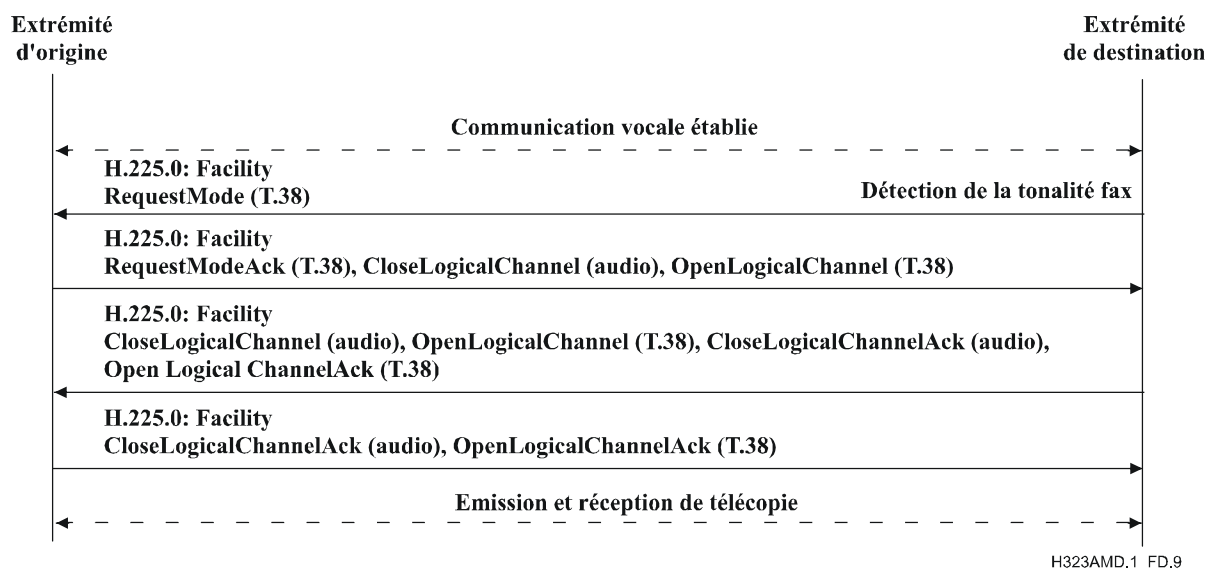 Extrémité
d'origine
Extrémité
de destination
Communication vocale établie
H.225.0: Facility
RequestMode (T.38)
Détection de la tonalité fax
H.225.0: Facility
RequestModeAck (T.38), CloseLogicalChannel (audio), OpenLogicalChannel (T.38)
H.225.0: Facility
CloseLogicalChannel (audio), OpenLogicalChannel (T.38), CloseLogicalChannelAck (audio),
Open Logical ChannelAck (T.38)
H.225.0: Facility
CloseLogicalChannelAck (audio), OpenLogicalChannelAck (T.38)
Emission et réception de télécopie
H323AMD.1_FD.9